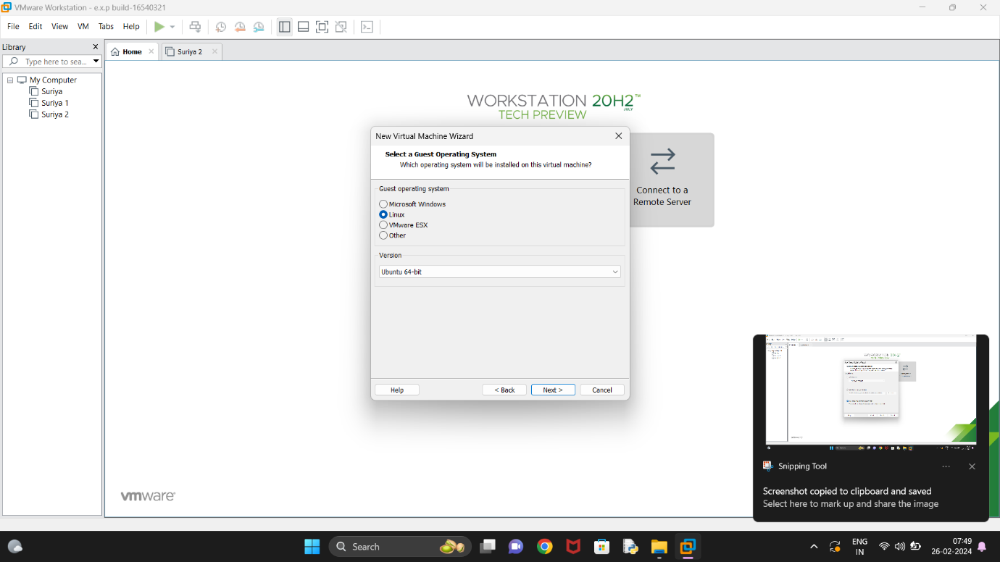 VMware Workstation - e.x.p build-16540321
File Edit View VM Tabs Help
Library
Type here to sea...
Home
Suriya 2
My Computer
Suriya
Suriya 1
Suriya 2
WORKSTATION 20H2™
JULY
TECH PREVIEW
New Virtual Machine Wizard
Select a Guest Operating System
Which operating system will be installed on this virtual machine?
Guest operating system
Microsoft Windows
Linux
VMware ESX
Other
Version
Ubuntu 64-bit
Help
< Back
Next >
Cancel
Connect to a
Remote Server
vmware
Snipping Tool
Screenshot copied to clipboard and saved
Select here to mark up and share the image
Search
ENG
IN
07:49
26-02-2024